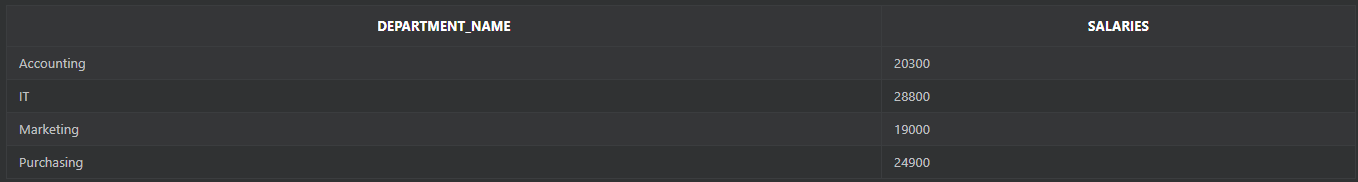 DEPARTMENT_NAME SALARIES
Accounting 20300
IT 28800
Marketing 19000
Purchasing 24900